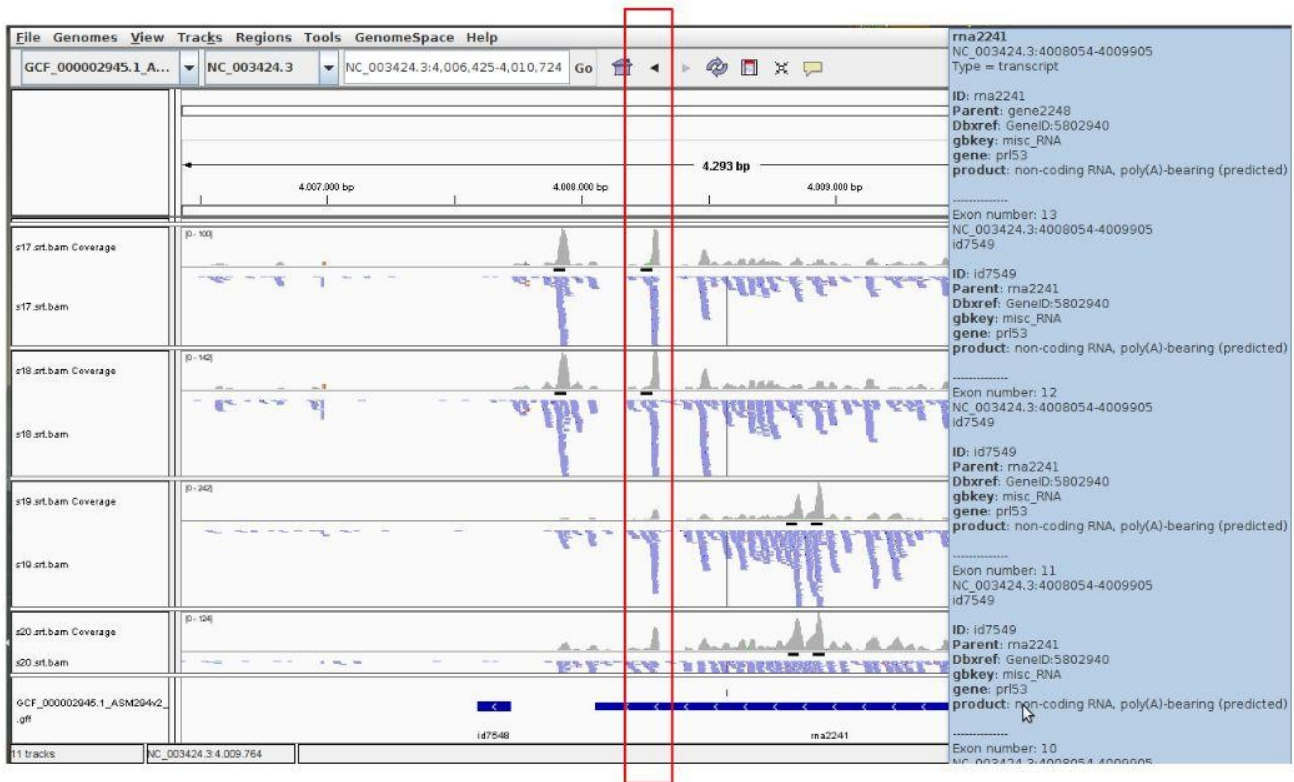 File Genomes View Tracks Regions Tools GenomeSpace Help
GCF_000002945.1_A... NC_003424.3 NC_003424.3:4,006,425-4,010,724 Go
4.293 bp
4.007.000 bp 4.008.000 bp 4.009.000 bp
s17.srt.bam Coverage
[0 - 100]
s17.srt.bam
s18.srt.bam Coverage
[0 - 142]
s18.srt.bam
s19.srt.bam Coverage
[0 - 242]
s19.srt.bam
s20.srt.bam Coverage
[0 - 124]
s20.srt.bam
GCF_000002945.1_ASM294v2_
.gff
id7548 rna2241
11 tracks NC_003424.3:4.009.764
rna2241
NC_003424.3:4008054-4009905
Type = transcript
ID: rna2241
Parent: gene2248
Dbxref: GeneID:5802940
gbkey: misc_RNA
gene: prl53
product: non-coding RNA, poly(A)-bearing (predicted)
--------------
Exon number: 13
NC_003424.3:4008054-4009905
id7549
ID: id7549
Parent: rna2241
Dbxref: GeneID:5802940
gbkey: misc_RNA
gene: prl53
product: non-coding RNA, poly(A)-bearing (predicted)
--------------
Exon number: 12
NC_003424.3:4008054-4009905
id7549
ID: id7549
Parent: rna2241
Dbxref: GeneID:5802940
gbkey: misc_RNA
gene: prl53
product: non-coding RNA, poly(A)-bearing (predicted)
--------------
Exon number: 11
NC_003424.3:4008054-4009905
id7549
ID: id7549
Parent: rna2241
Dbxref: GeneID:5802940
gbkey: misc_RNA
gene: prl53
product: non-coding RNA, poly(A)-bearing (predicted)
--------------
Exon number: 10
NC_003424.3:4008054-4009905